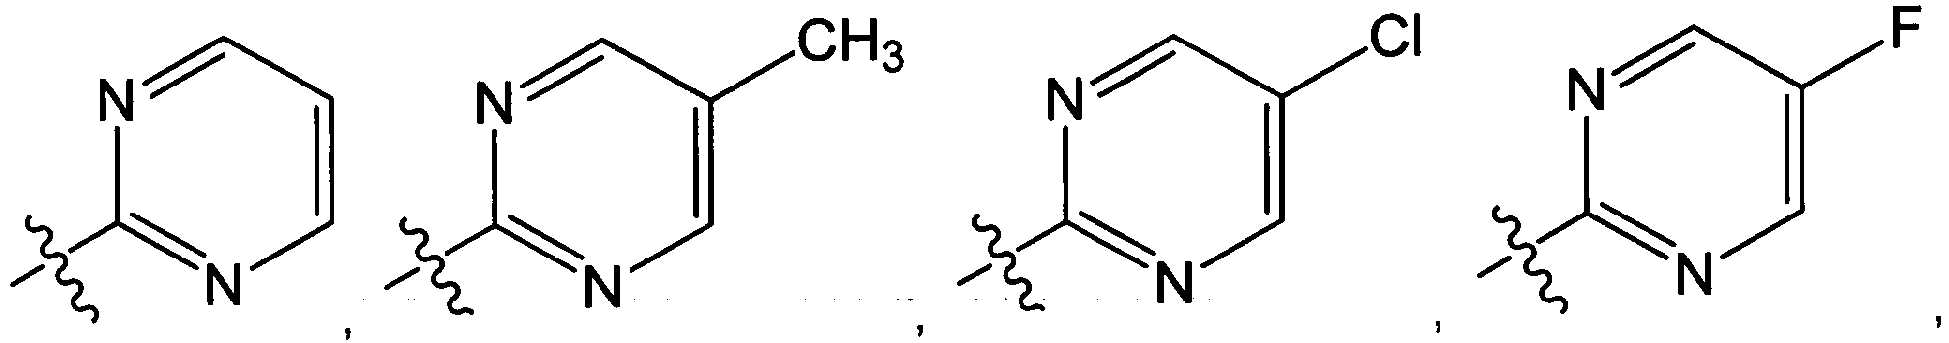 N N , N CH3 N , N Cl N , N F N ,